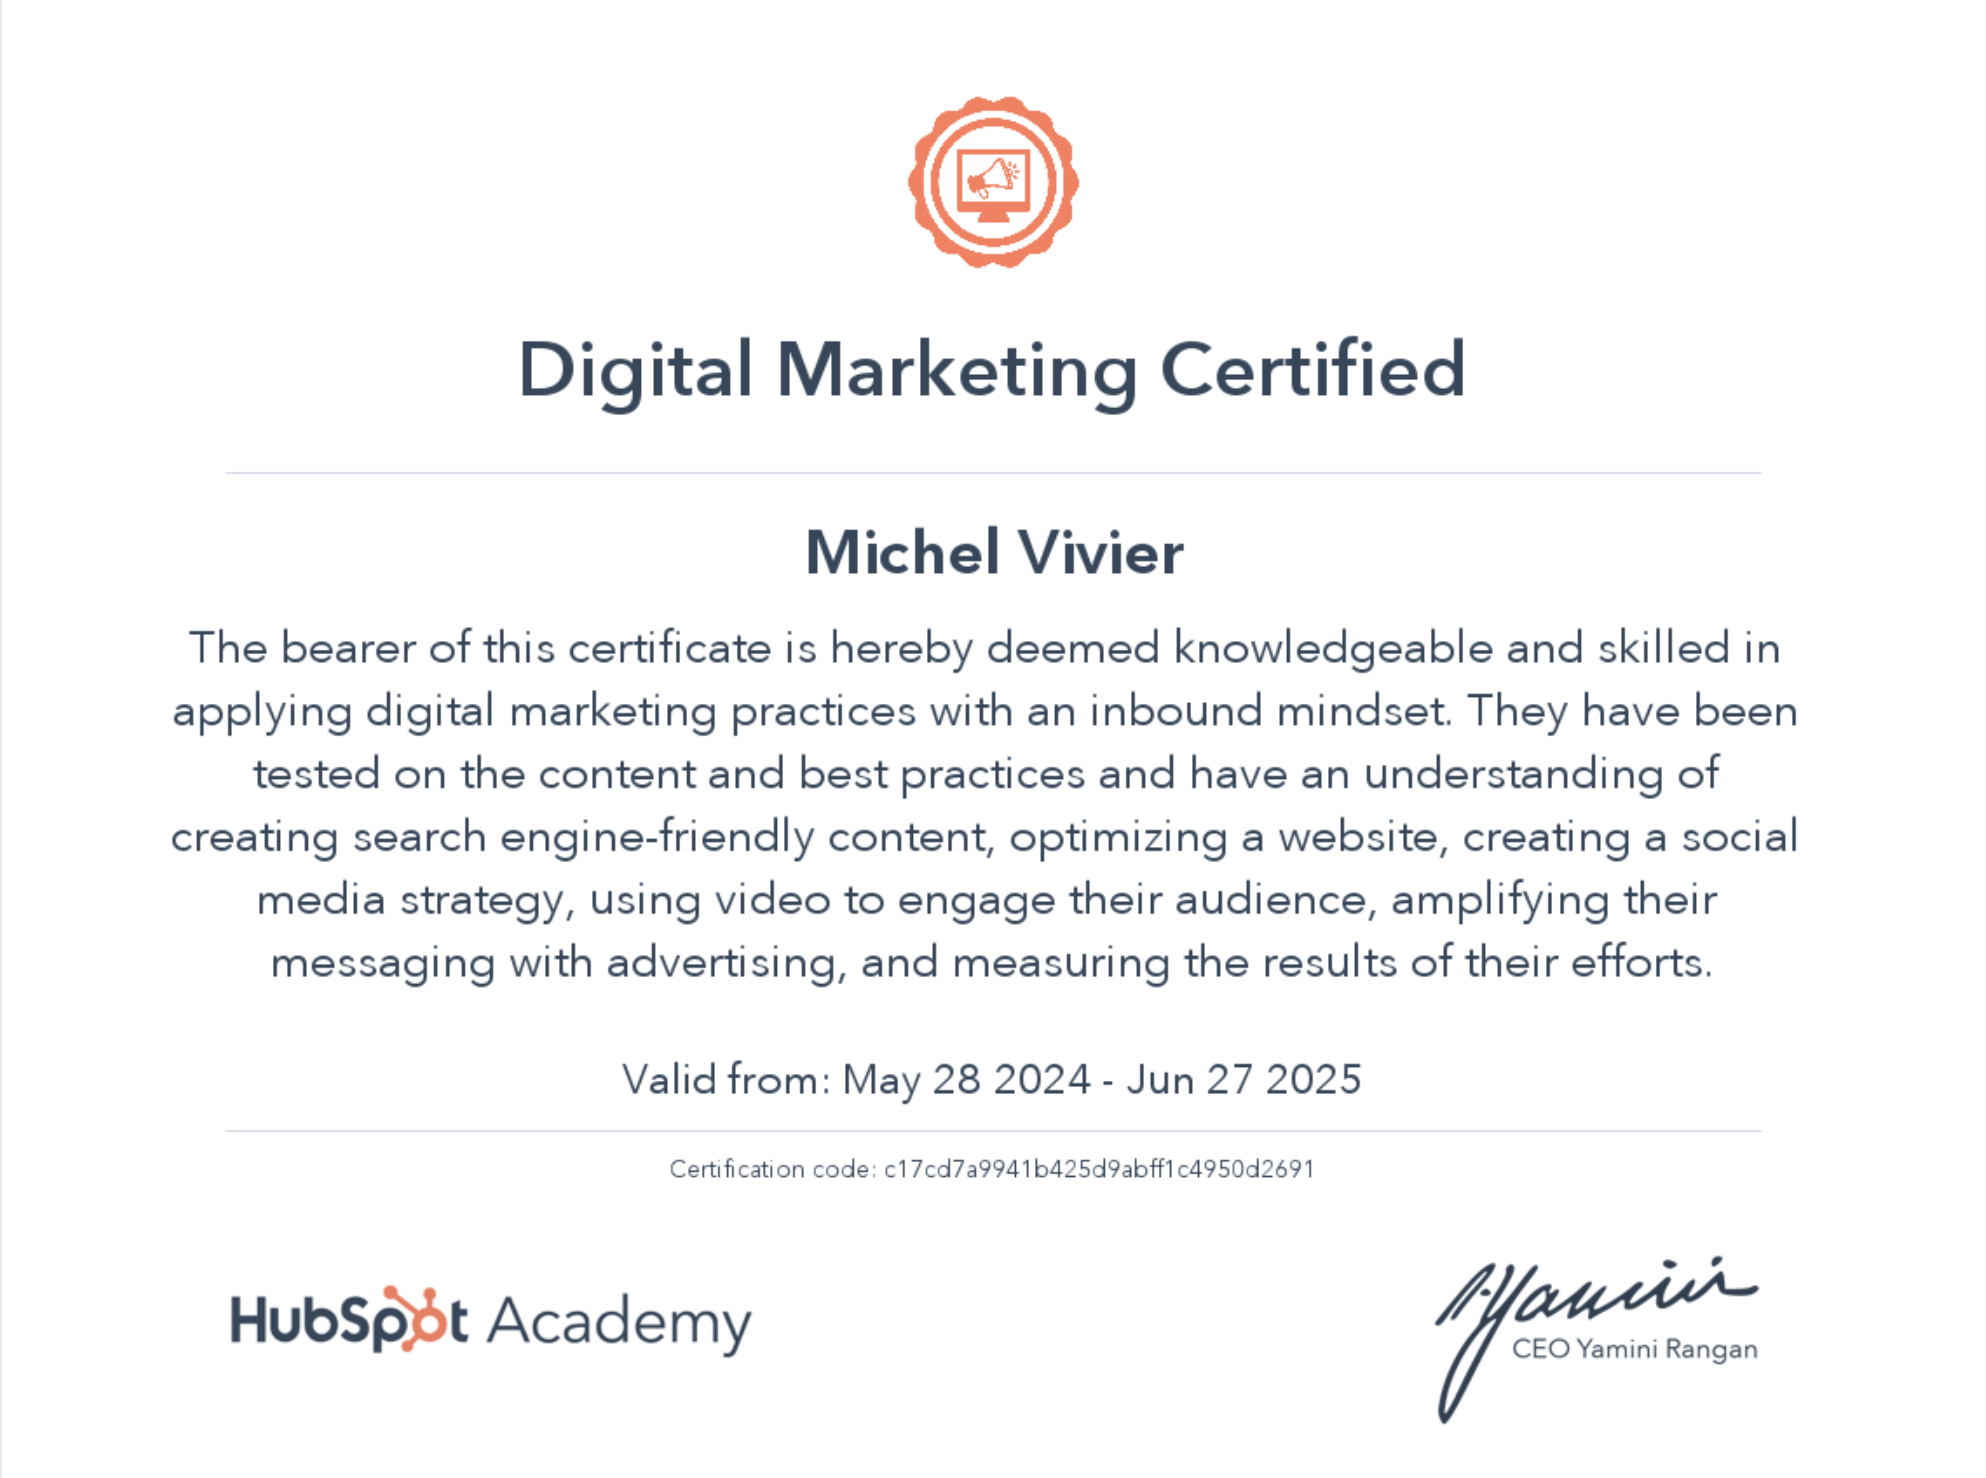 Digital Marketing Certified
Michel Vivier
The bearer of this certificate is hereby deemed knowledgeable and skilled in
applying digital marketing practices with an inbound mindset. They have been
tested on the content and best practices and have an understanding of
creating search engine-friendly content, optimizing a website, creating a social
media strategy, using video to engage their audience, amplifying their
messaging with advertising, and measuring the results of their efforts.
Valid from: May 28 2024 - Jun 27 2025
Certification code: c17cd7a9941b425d9abff1c4950d2691
HubSpot Academy
Yamini
CEO Yamini Rangan